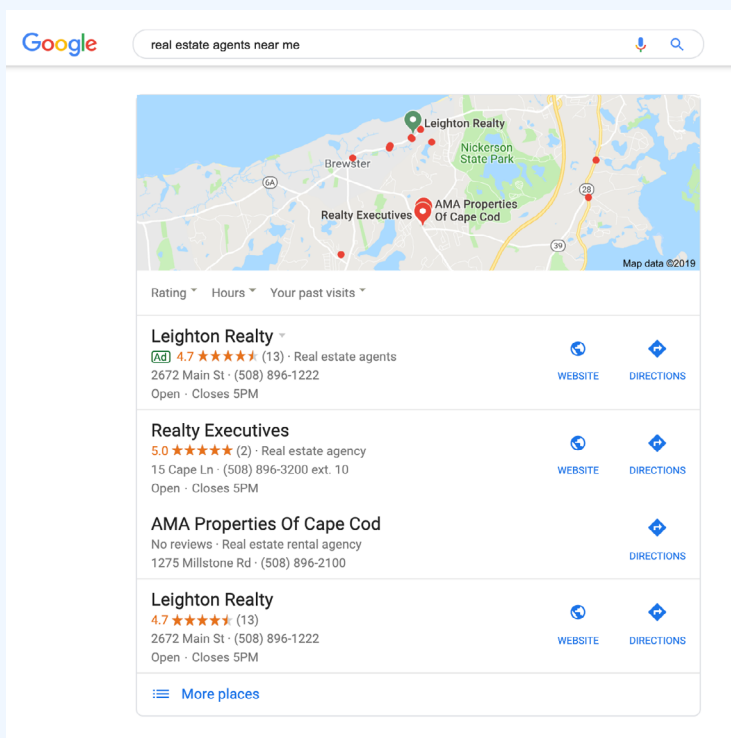 Google
real estate agents near me
Leighton Realty
Nickerson
State Park
Brewster
6A
28
AMA Properties
Of Cape Cod
Realty Executives
39
Map data ©2019
Rating Hours Your past visits
Leighton Realty
Ad 4.7 (13) · Real estate agents
2672 Main St · (508) 896-1222
Open · Closes 5PM
WEBSITE DIRECTIONS
Realty Executives
5.0 (2) · Real estate agency
15 Cape Ln · (508) 896-3200 ext. 10
Open · Closes 5PM
WEBSITE DIRECTIONS
AMA Properties Of Cape Cod
No reviews · Real estate rental agency
1275 Millstone Rd · (508) 896-2100
DIRECTIONS
Leighton Realty
4.7 (13)
2672 Main St · (508) 896-1222
Open · Closes 5PM
WEBSITE DIRECTIONS
More places